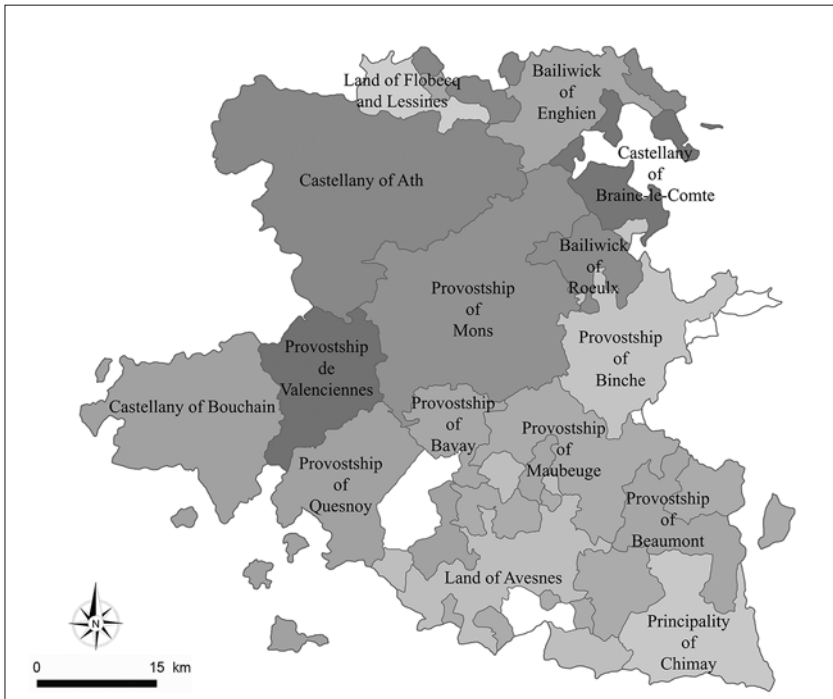 Land of Flobecq
and Lessines
Bailiwick
of
Enghien
Castellany
of
Braine-le-Comte
Castellany of Ath
Bailiwick
of
Roeulx
Provostship
of
Mons
Provostship
of
Binche
Provostship
de
Valenciennes
Castellany of Bouchain
Provostship
of
Bavay
Provostship
of
Maubeuge
Provostship
of
Quesnoy
Provostship
of
Beaumont
Land of Avesnes
Principality
of
Chimay
N
0 15 km